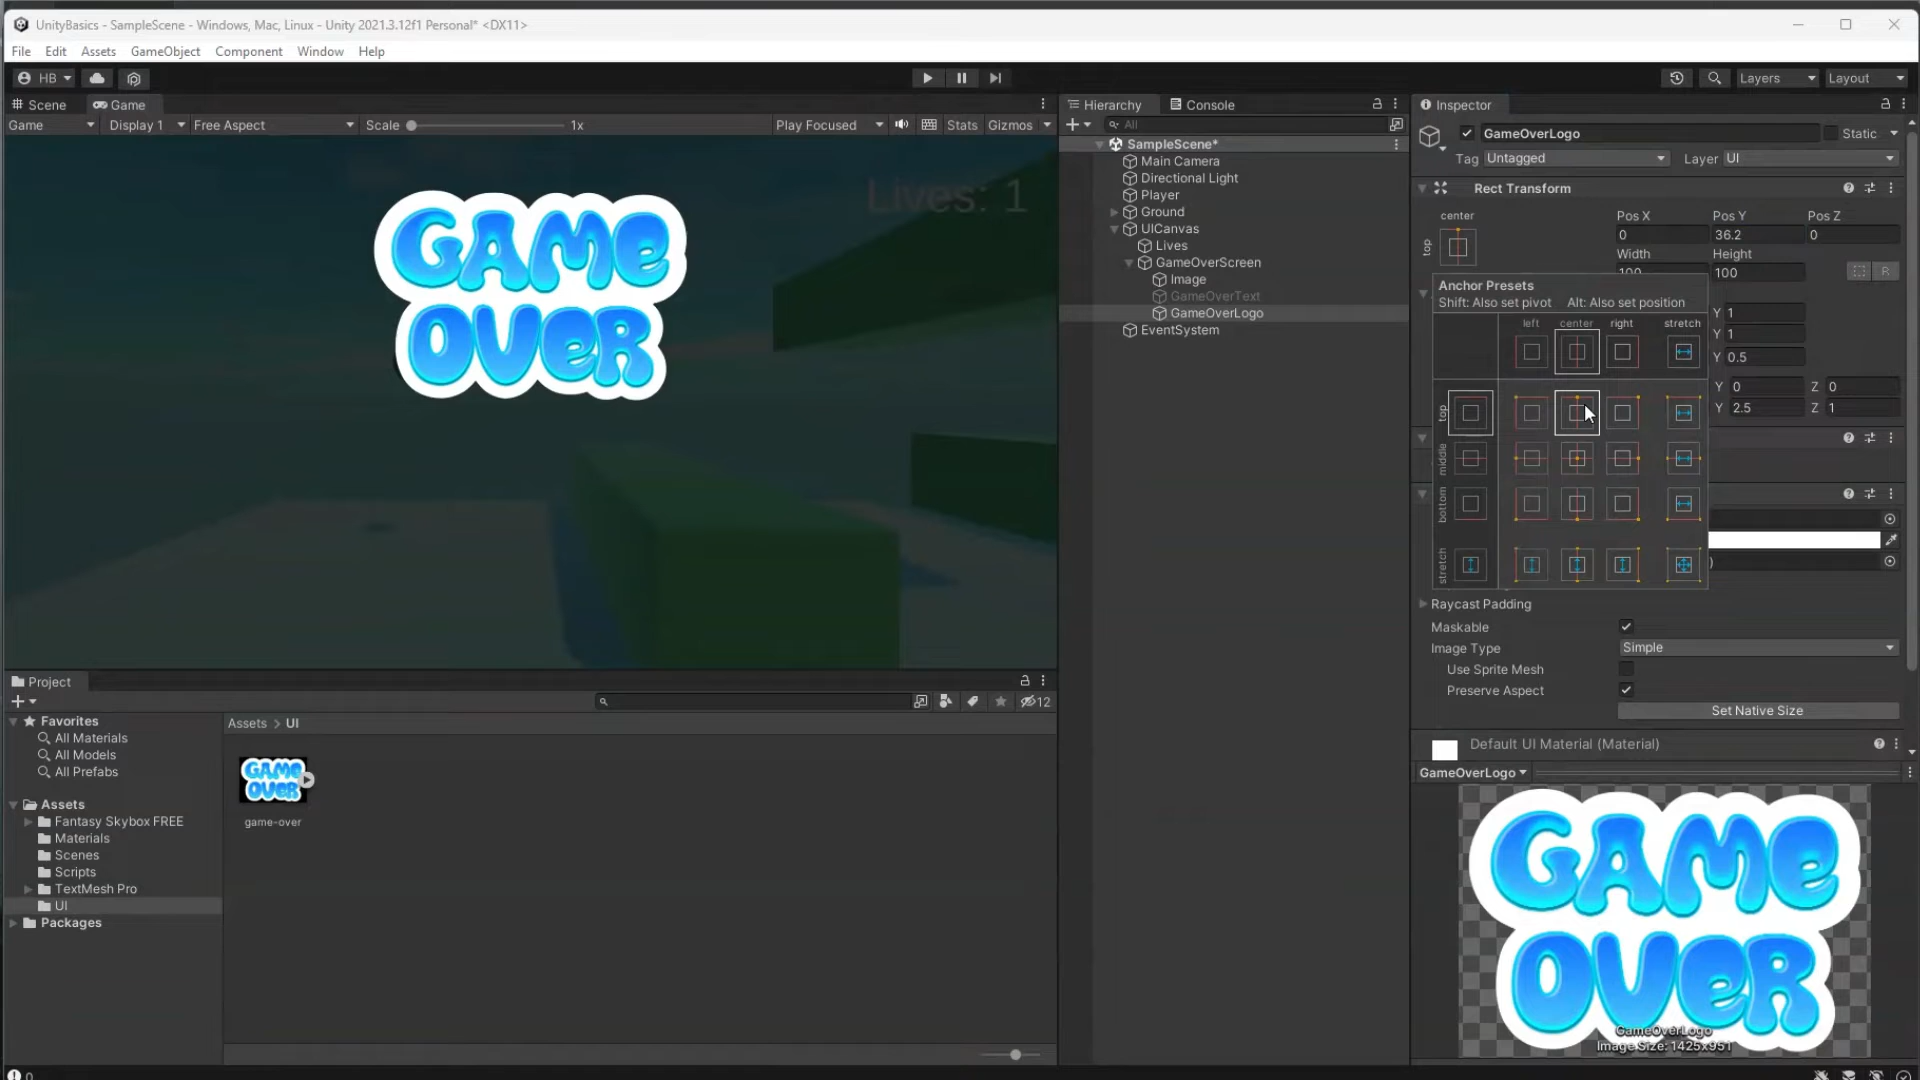 UnityBasics - SampleScene - Windows, Mac, Linux - Unity 2021.3.12f1 Personal* <DX11>
File Edit Assets GameObject Component Window Help
HB Layers Layout
Scene Game
Game Display 1 Free Aspect Scale 1x Play Focused Stats Gizmos
Lives: 1
GAME
OVER
Hierarchy Console
All
SampleScene*
Main Camera
Directional Light
Player
Ground
UICanvas
Lives
GameOverScreen
Image
GameOverText
GameOverLogo
EventSystem
Inspector
GameOverLogo Static
Tag Untagged Layer UI
Rect Transform
center Pos X Pos Y Pos Z
top 0 36.2 0
Width Height
100 100 R
Anchor Presets
Shift: Also set pivot Alt: Also set position
left center right stretch
top
middle
bottom
stretch
Y 1
Y 1
Y 0.5
Y 0 Z 0
Y 2.5 Z 1
Raycast Padding
Maskable
Image Type Simple
Use Sprite Mesh
Preserve Aspect
Set Native Size
Default UI Material (Material)
GameOverLogo
GAME
OVER
GameOverLogo
Image Size: 1425x951
Project
12
Favorites
All Materials
All Models
All Prefabs
Assets
Fantasy Skybox FREE
Materials
Scenes
Scripts
TextMesh Pro
UI
Packages
Assets > UI
GAME
OVER
game-over
0